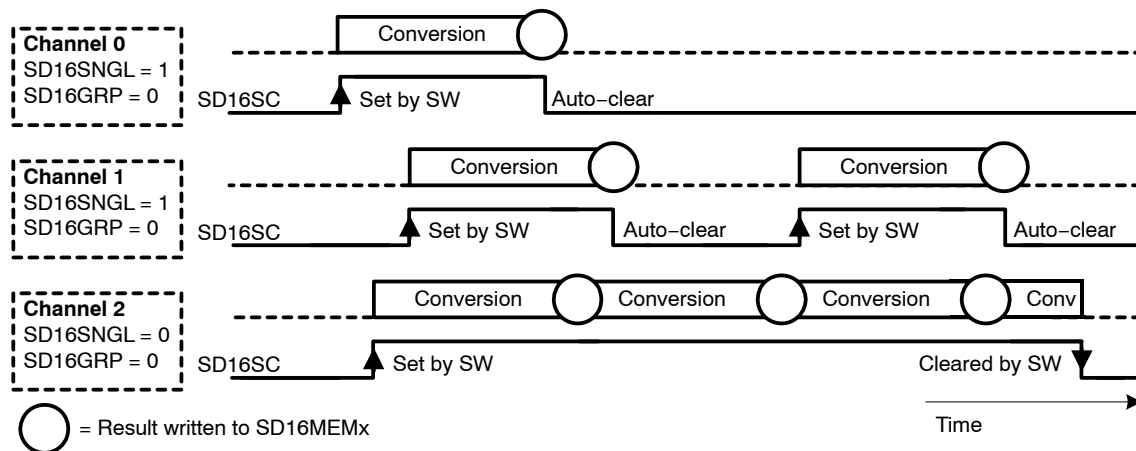 Channel 0
SD16SNGL = 1
SD16GRP = 0
Conversion
SD16SC
Set by SW
Auto−clear
Channel 1
SD16SNGL = 1
SD16GRP = 0
Conversion
Conversion
SD16SC
Set by SW
Auto−clear
Set by SW
Auto−clear
Channel 2
SD16SNGL = 0
SD16GRP = 0
Conversion
Conversion
Conversion
Conv
SD16SC
Set by SW
Cleared by SW
= Result written to SD16MEMx
Time